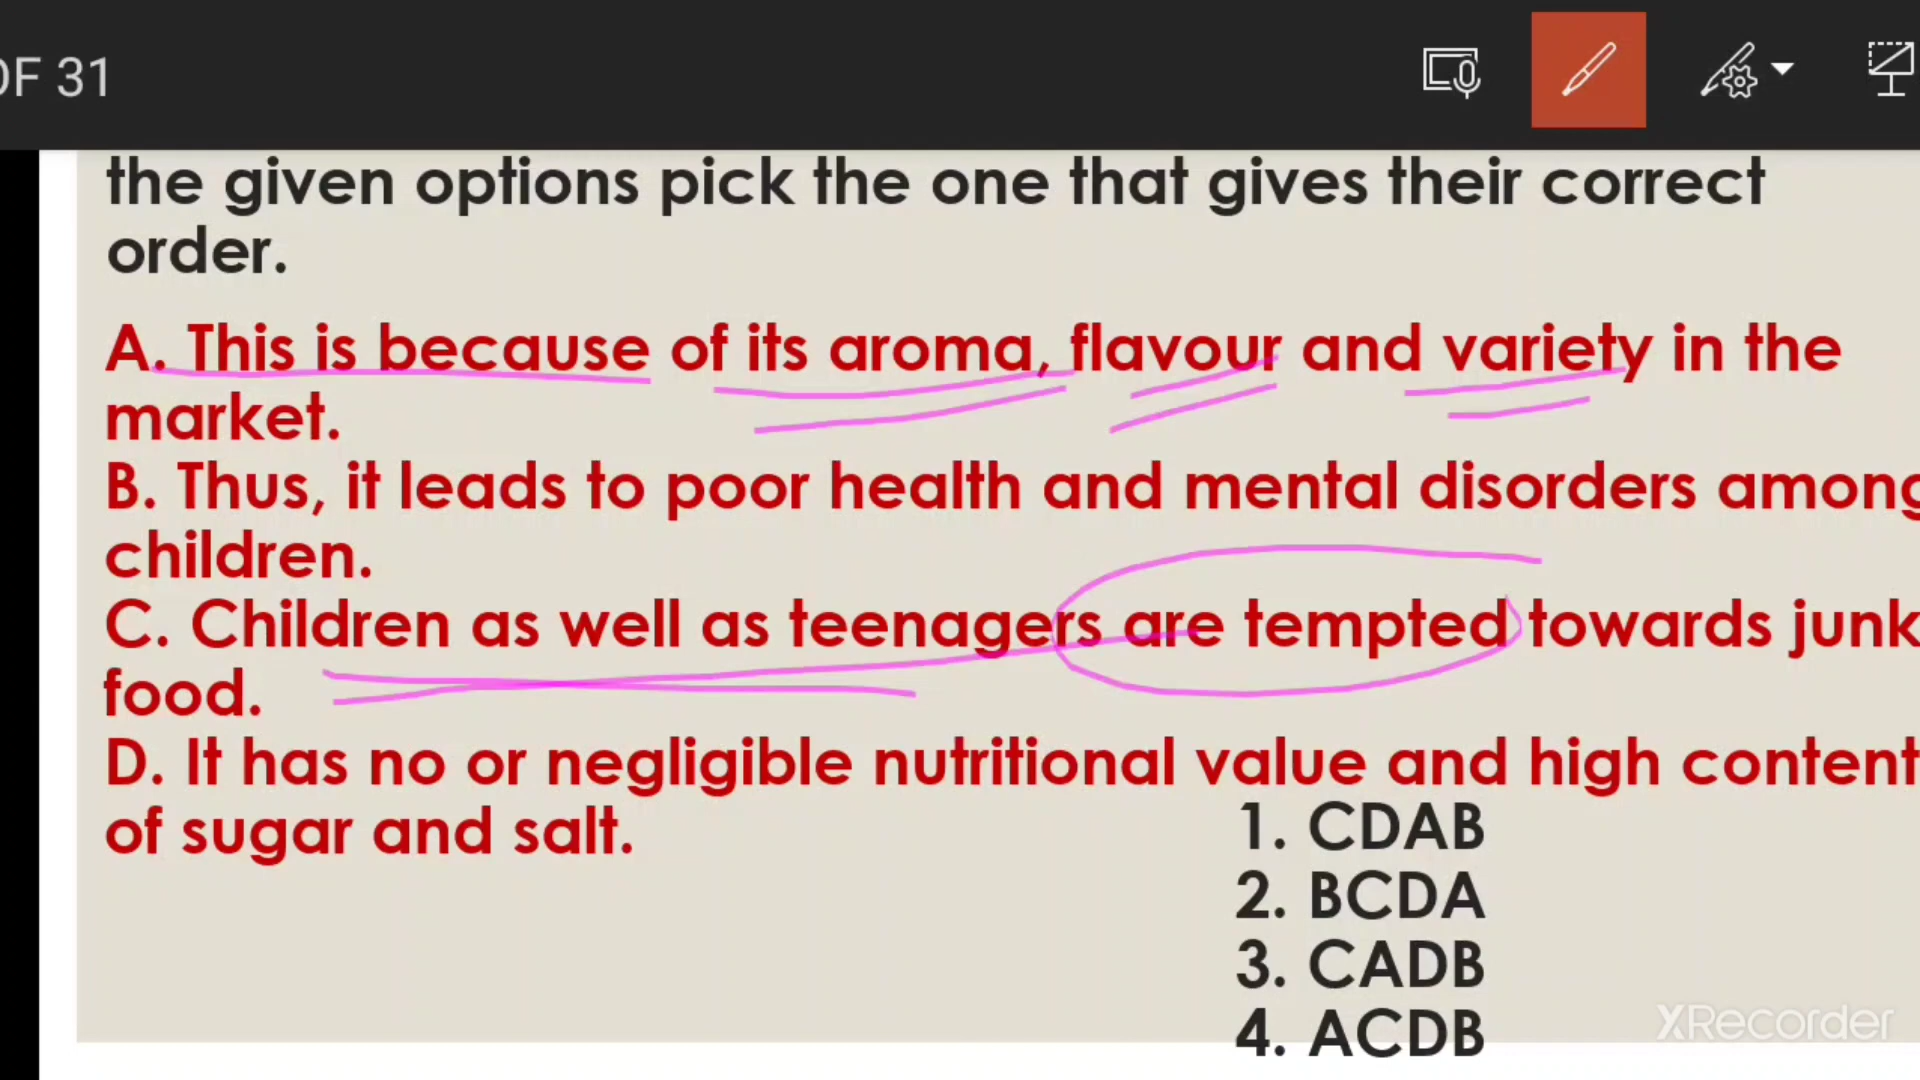 OF 31
the given options pick the one that gives their correct
order.
A. This is because of its aroma, flavour and variety in the
market.
B. Thus, it leads to poor health and mental disorders among
children.
C. Children as well as teenagers are tempted towards junk
food.
D. It has no or negligible nutritional value and high content
of sugar and salt.
1. CDAB
2. BCDA
3. CADB
4. ACDB
XRecorder